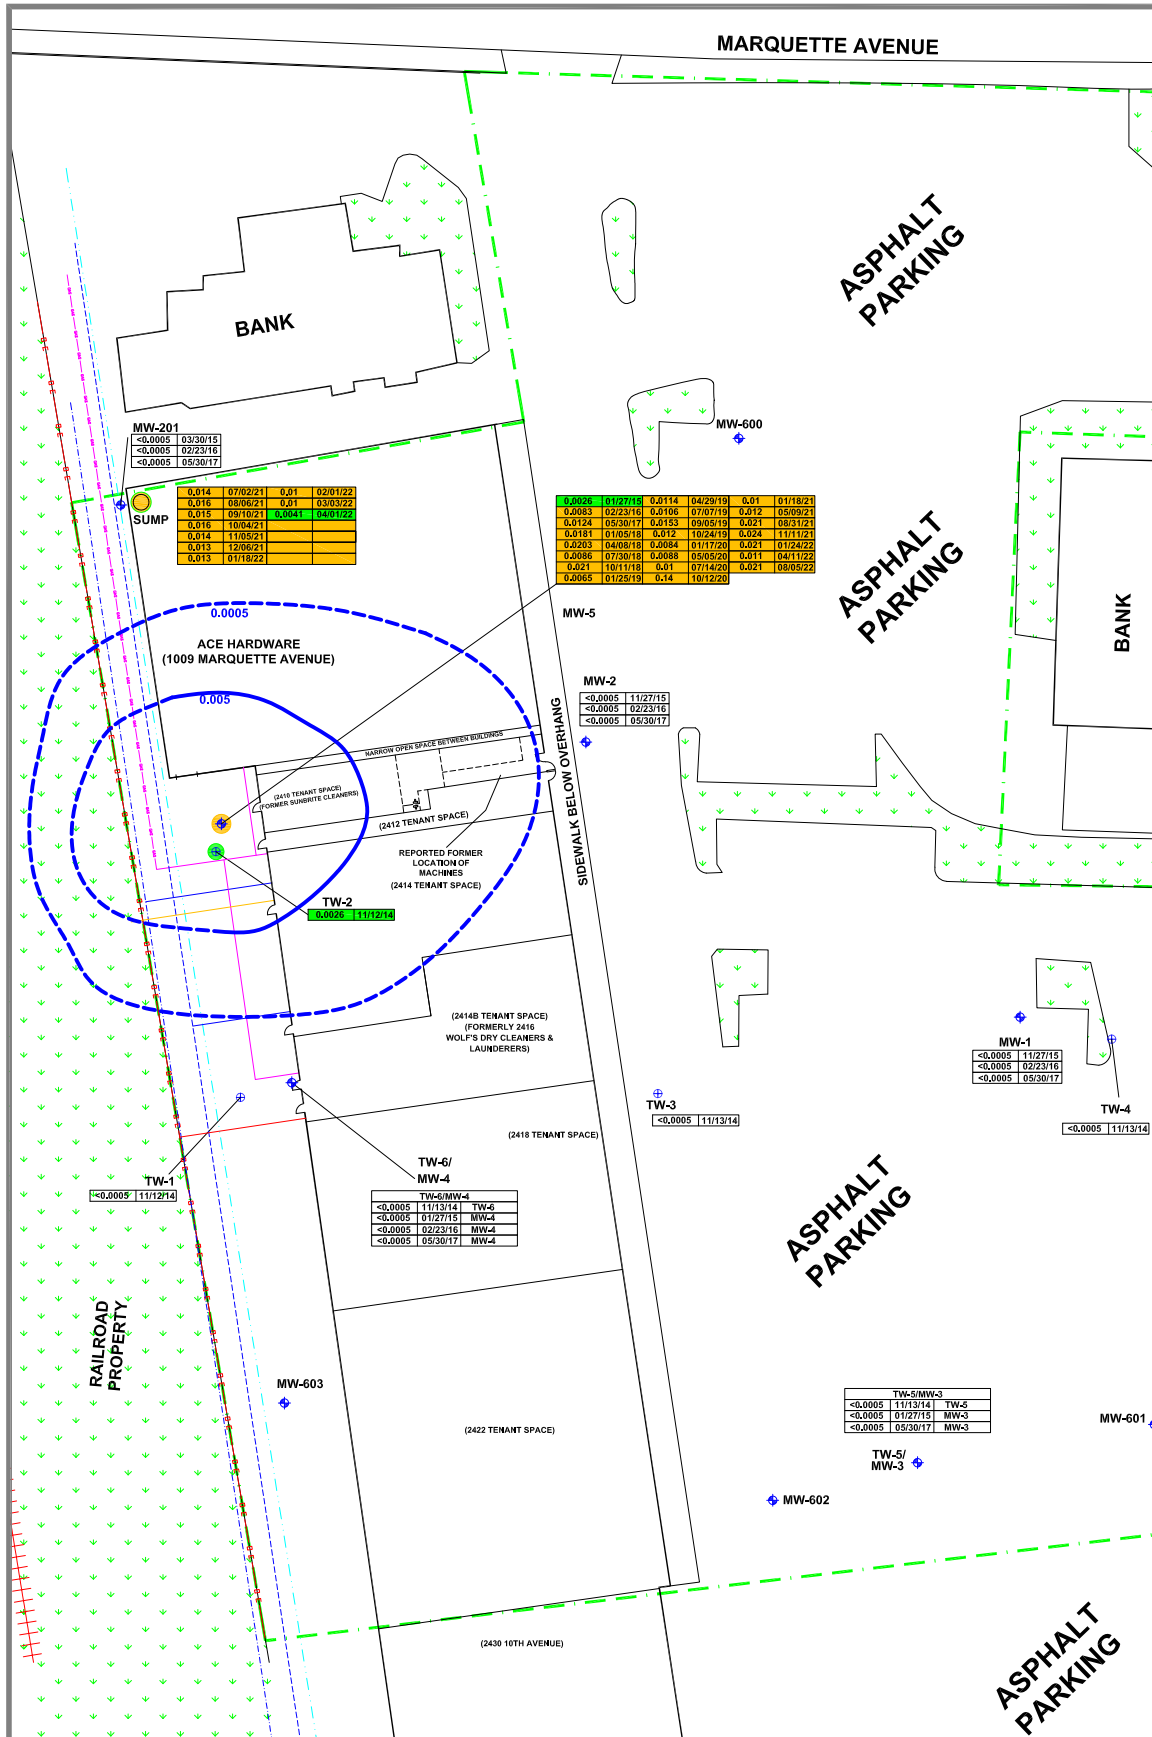 MARQUETTE AVENUE
ASPHALT
PARKING
BANK
MW-201
<0.0005 03/30/15
<0.0005 02/23/16
<0.0005 05/30/17
MW-600
SUMP
0.014 07/02/21 0.01 02/01/22
0.016 08/06/21 0.01 03/03/22
0.015 09/10/21 0.0041 04/01/22
0.016 10/04/21
0.014 11/05/21
0.013 12/06/21
0.013 01/18/22
0.0026 01/27/15 0.0114 04/29/19 0.01 01/18/21
0.0083 02/23/16 0.0106 07/07/19 0.012 05/09/21
0.0124 05/30/17 0.0153 09/05/19 0.021 08/31/21
0.0181 01/05/18 0.012 10/24/19 0.024 11/11/21
0.0203 04/08/18 0.0084 01/17/20 0.021 01/24/22
0.0086 07/30/18 0.0088 05/05/20 0.011 04/11/22
0.021 10/11/18 0.01 07/14/20 0.021 08/05/22
0.0065 01/25/19 0.14 10/12/20
MW-5
ASPHALT
PARKING
BANK
0.0005
ACE HARDWARE
(1009 MARQUETTE AVENUE)
0.005
MW-2
<0.0005 11/27/15
<0.0005 02/23/16
<0.0005 05/30/17
SIDEWALK BELOW OVERHANG
NARROW OPEN SPACE BETWEEN BUILDINGS
(2410 TENANT SPACE)
(FORMER SUNBRITE CLEANERS)
(2412 TENANT SPACE)
REPORTED FORMER
LOCATION OF
MACHINES
(2414 TENANT SPACE)
TW-2
0.0026 11/12/14
(2414B TENANT SPACE)
(FORMERLY 2416
WOLF'S DRY CLEANERS &
LAUNDERERS)
MW-1
<0.0005 11/27/15
<0.0005 02/23/16
<0.0005 05/30/17
TW-3
<0.0005 11/13/14
TW-4
<0.0005 11/13/14
(2418 TENANT SPACE)
TW-1
<0.0005 11/12/14
TW-6/
MW-4
TW-6/MW-4
<0.0005 11/13/14 TW-6
<0.0005 01/27/15 MW-4
<0.0005 02/23/16 MW-4
<0.0005 05/30/17 MW-4
ASPHALT
PARKING
RAILROAD
PROPERTY
MW-603
(2422 TENANT SPACE)
TW-5/MW-3
<0.0005 11/13/14 TW-5
<0.0005 01/27/15 MW-3
<0.0005 05/30/17 MW-3
MW-601
TW-5/
MW-3
MW-602
(2430 10TH AVENUE)
ASPHALT
PARKING